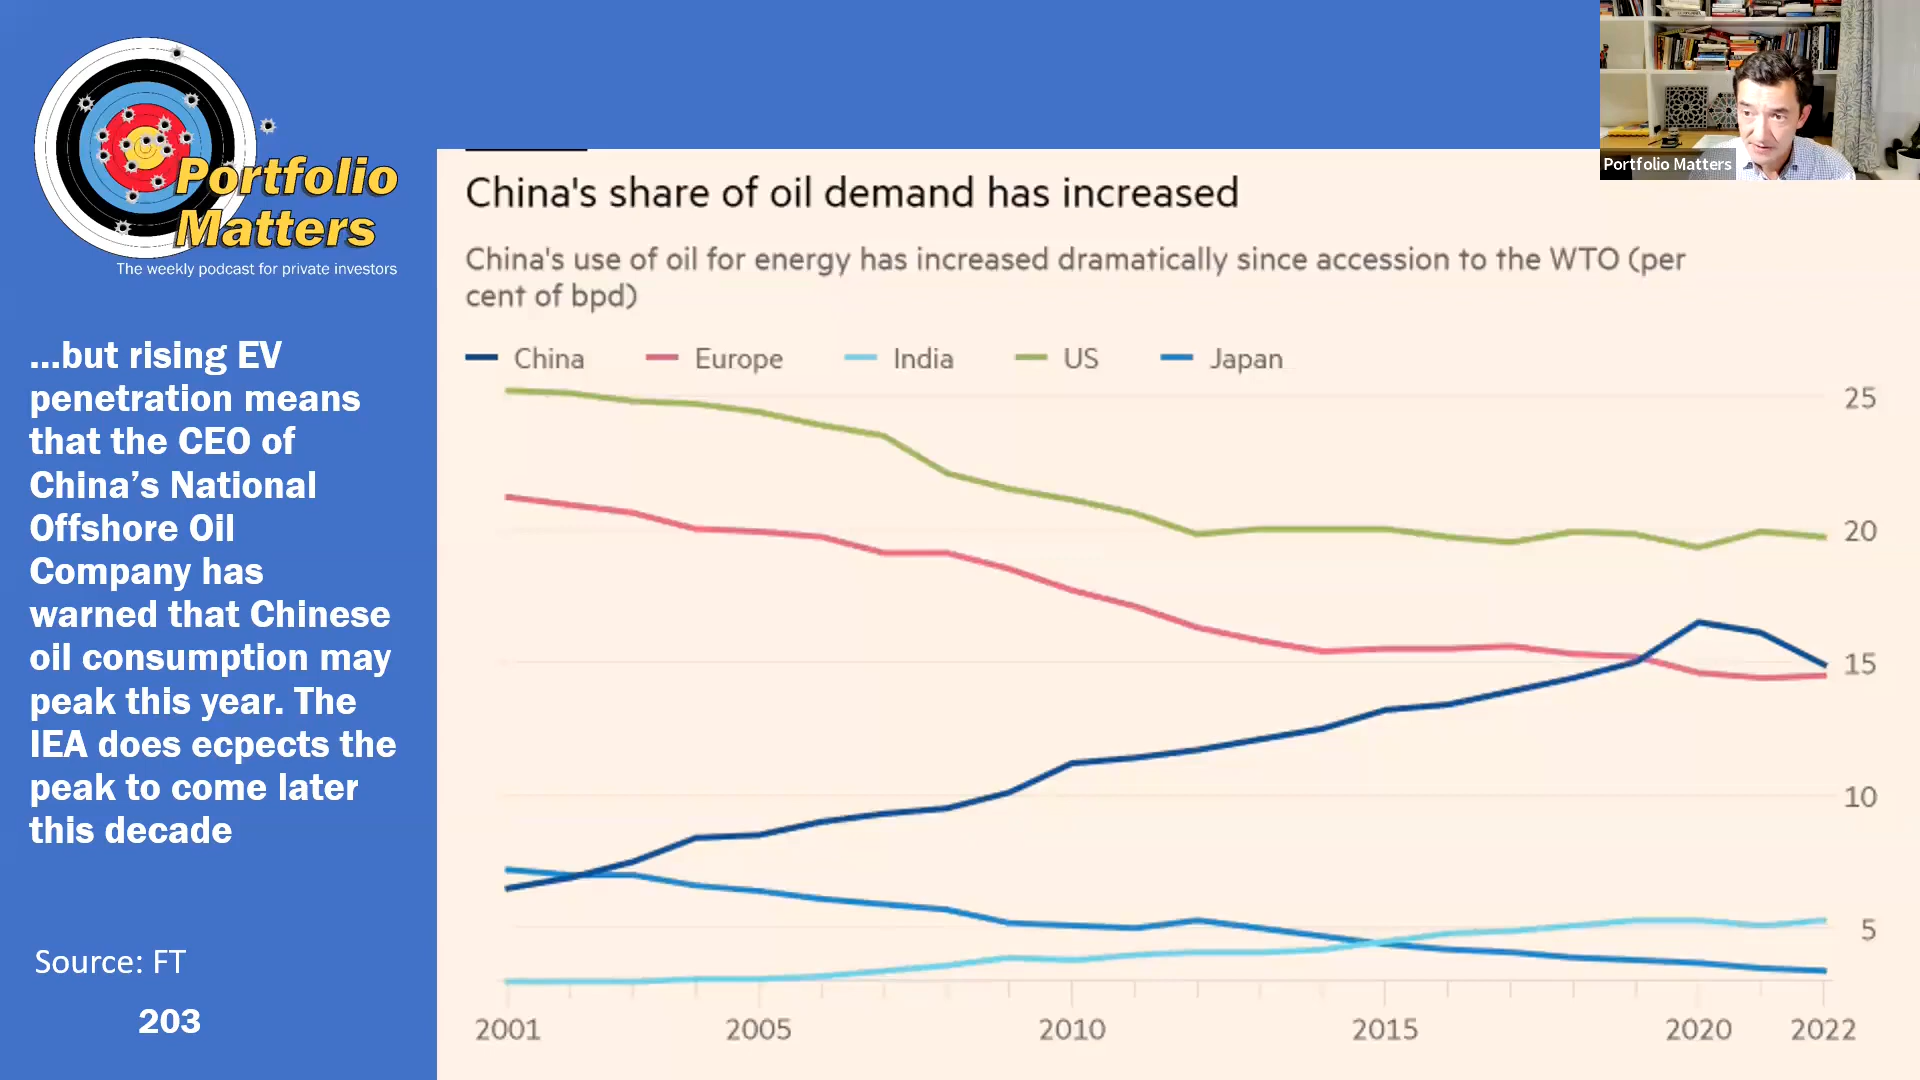 Portfolio
Matters
The weekly podcast for private investors
...but rising EV
penetration means
that the CEO of
China’s National
Offshore Oil
Company has
warned that Chinese
oil consumption may
peak this year. The
IEA does ecpects the
peak to come later
this decade
Source: FT
203
Portfolio Matters
China's share of oil demand has increased
China's use of oil for energy has increased dramatically since accession to the WTO (per
cent of bpd)
China Europe India US Japan
25
20
15
10
5
2001 2005 2010 2015 2020 2022